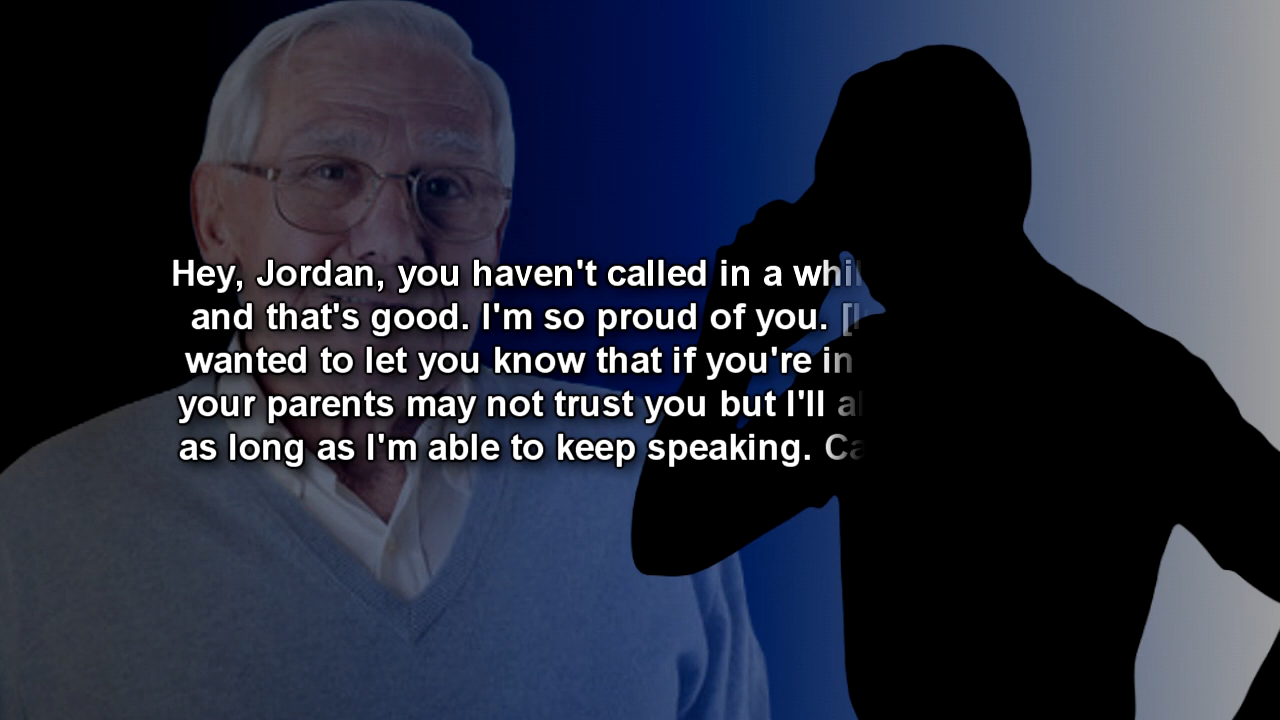 Hey, Jordan, you haven't called in a
and that's good. I'm so proud of you.
wanted to let you know that if you're in
your parents may not trust you but I'll
as long as I'm able to keep speaking.